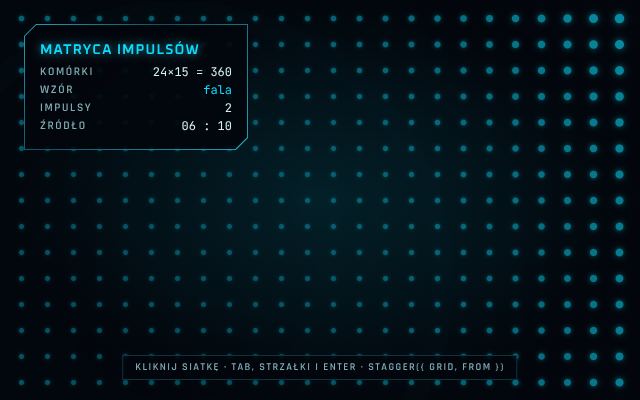 MATRYCA IMPULSÓW
KOMÓRKI 24×15 = 360
WZÓR fala
IMPULSY 2
ŹRÓDŁO 06 : 10
KLIKNIJ SIATKĘ · TAB, STRZAŁKI I ENTER · STAGGER({ GRID, FROM })